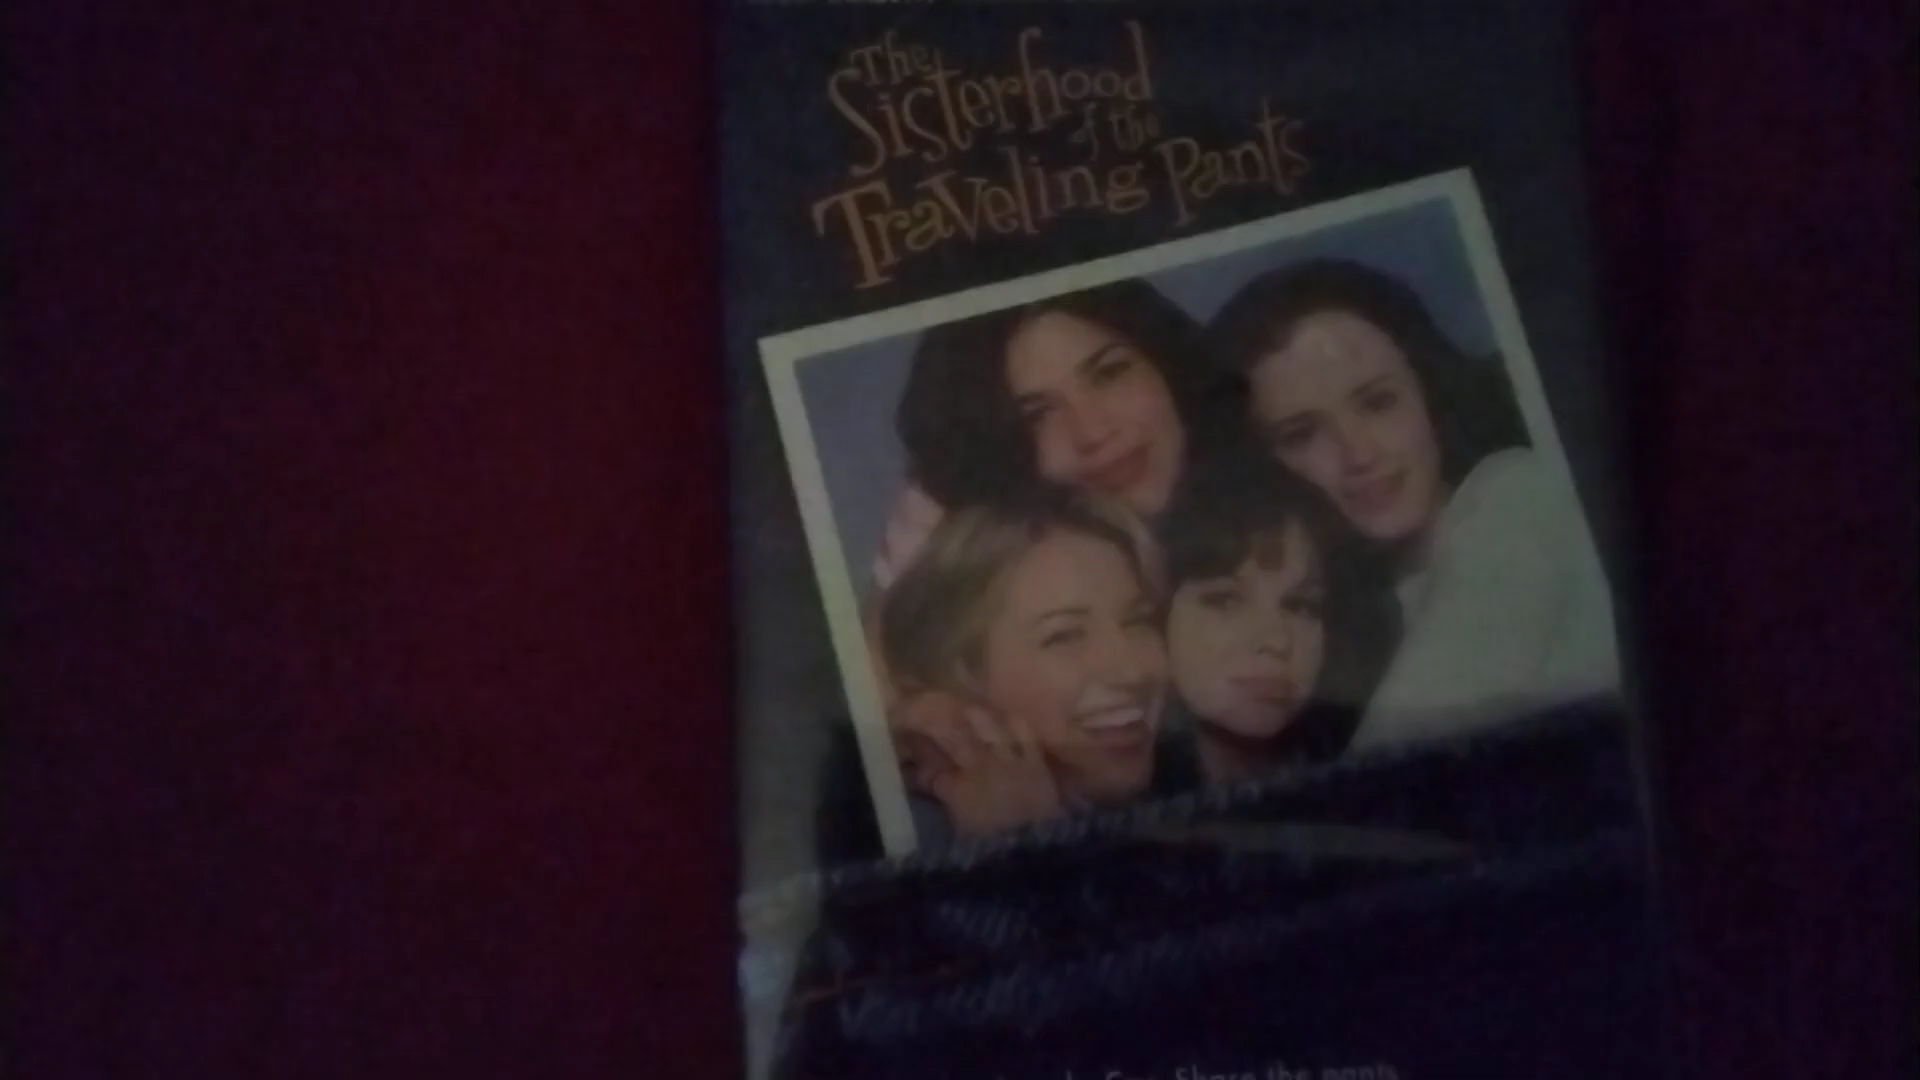 The
Sisterhood
of the
Traveling Pants
Share the pants